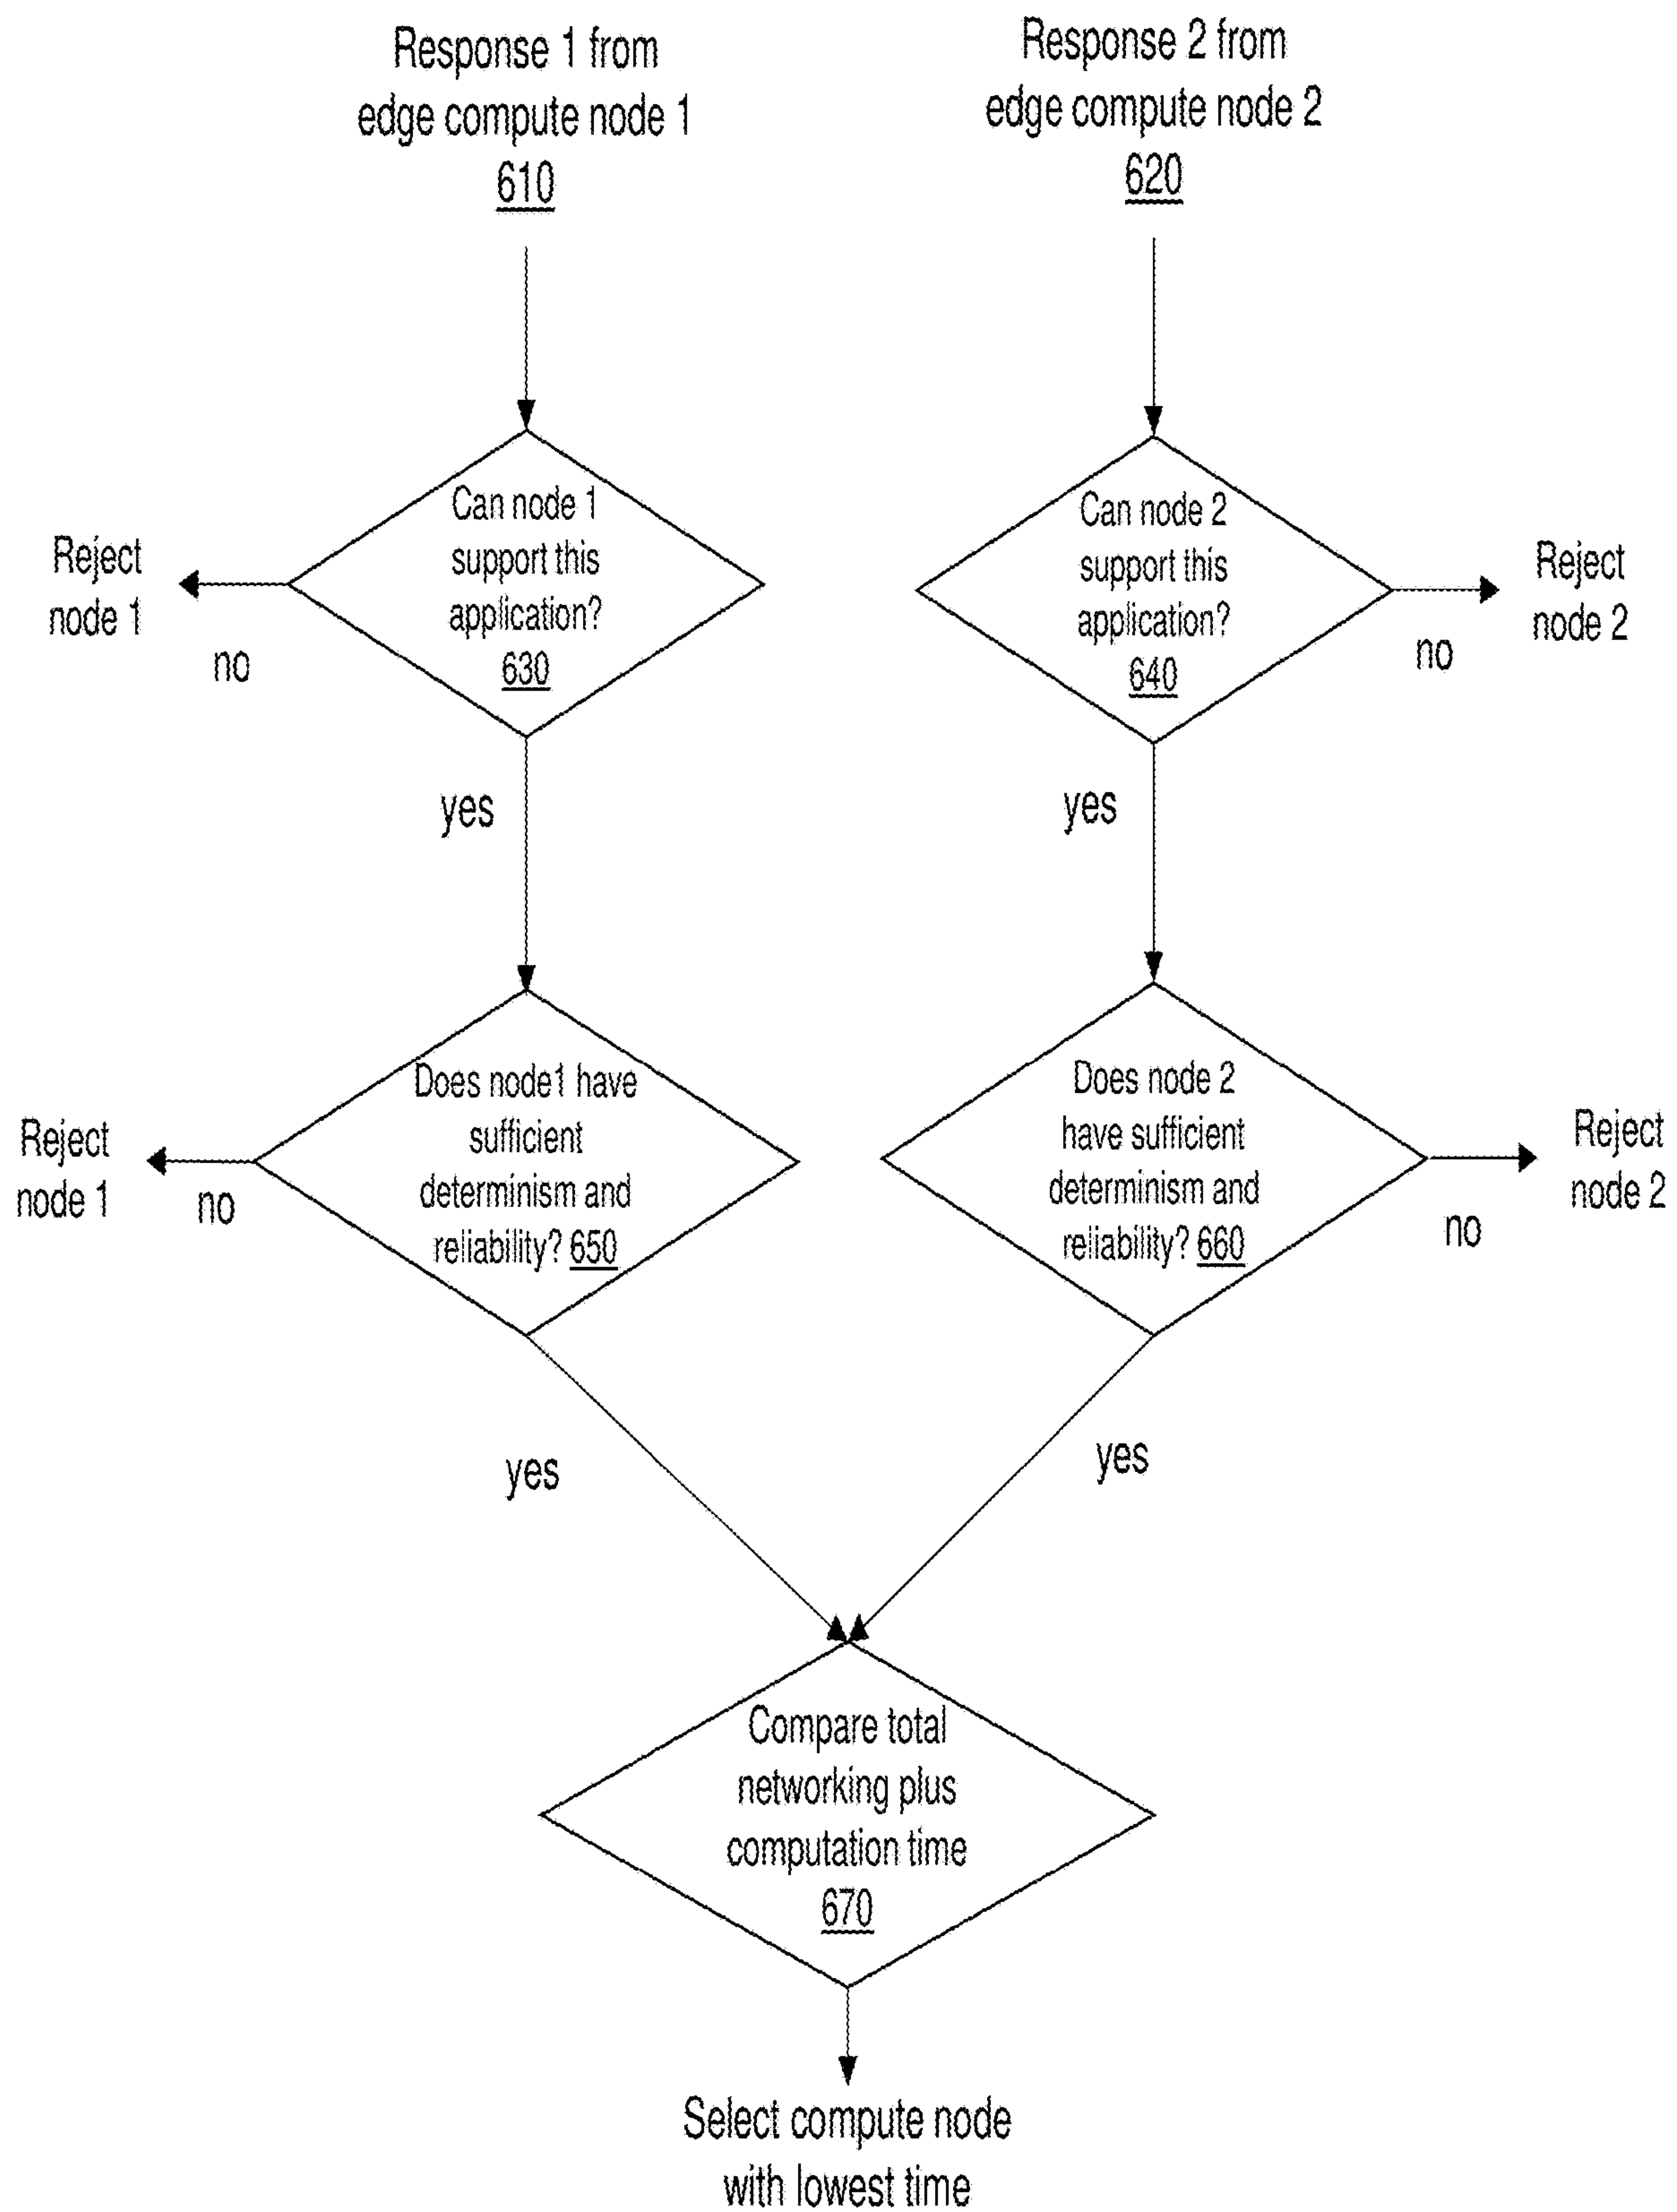 Response 1 from
edge compute node 1
610
Response 2 from
edge compute node 2
620
Can node 1
support this
application?
630
Reject
node 1
no
yes
Can node 2
support this
application?
640
Reject
node 2
no
yes
Does node1 have
sufficient
determinism and
reliability? 650
Reject
node 1
no
yes
Does node 2
have sufficient
determinism and
reliability? 660
Reject
node 2
no
yes
Compare total
networking plus
computation time
670
Select compute node
with lowest time